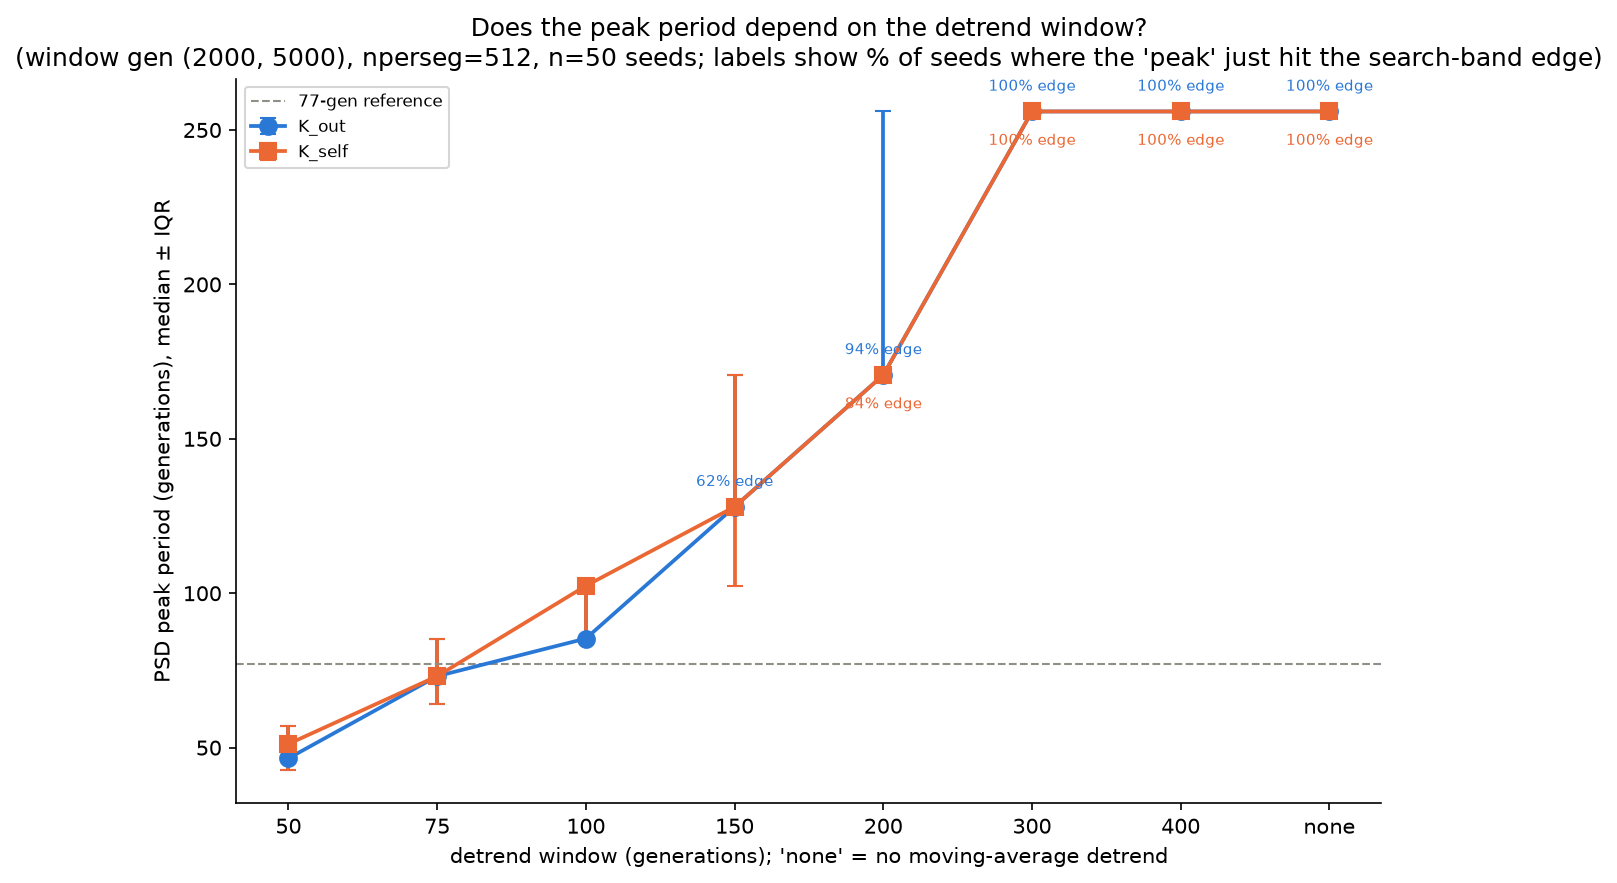 Does the peak period depend on the detrend window?
(window gen (2000, 5000), nperseg=512, n=50 seeds; labels show % of seeds where the 'peak' just hit the search-band edge)
77-gen reference
K_out
K_self
100% edge
100% edge
100% edge
100% edge
100% edge
100% edge
94% edge
84% edge
62% edge
PSD peak period (generations), median ± IQR
250
200
150
100
50
50
75
100
150
200
300
400
none
detrend window (generations); 'none' = no moving-average detrend